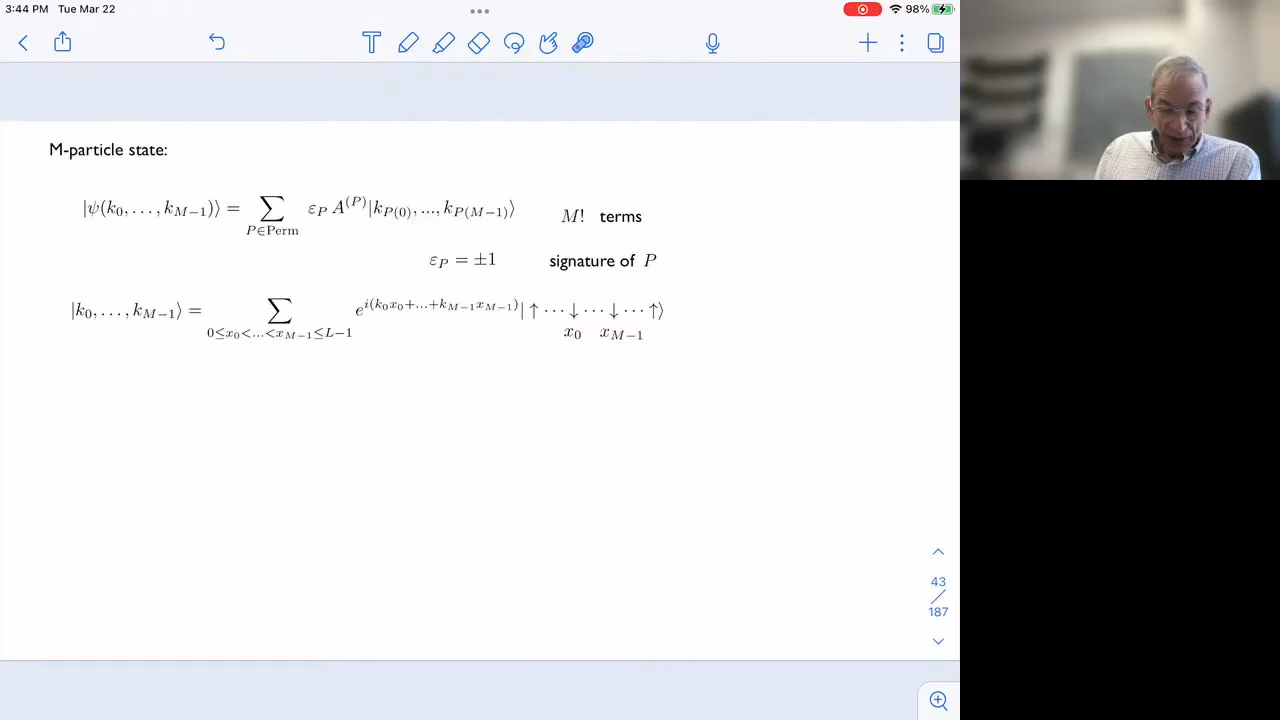 3:44 PM Tue Mar 22
98%
M-particle state:
|ψ(k_0, …, k_{M−1})⟩ = ∑_{P∈Perm} ε_P A^{(P)} |k_{P(0)}, ..., k_{P(M−1)}⟩ M! terms
ε_P = ±1 signature of P
|k_0, …, k_{M−1}⟩ = ∑_{0≤x_0<…<x_{M−1}≤L−1} e^{i(k_0x_0+…+k_{M−1}x_{M−1})} | ↑ ⋯ ↓ ⋯ ↓ ⋯ ↑⟩
x_0 x_{M−1}
43
/
187